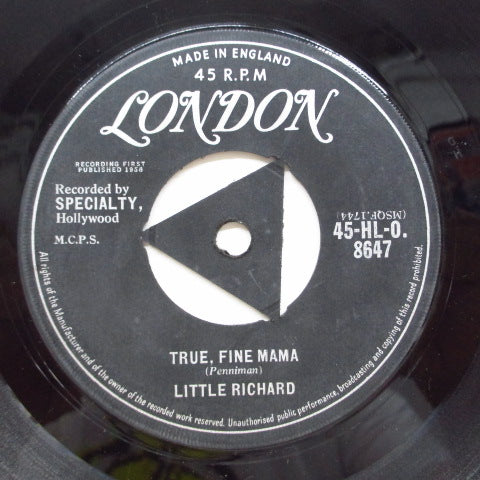 MADE IN ENGLAND
45 R.P.M
LONDON
RECORDING FIRST
PUBLISHED 1958
Recorded by
SPECIALTY,
Hollywood
M.C.P.S.
(MSQF.1744)
45-HL-O.
8647
TRUE, FINE MAMA
(Penniman)
LITTLE RICHARD
All rights of the Manufacturer and of the owner of the recorded work reserved. Unauthorised public performance, broadcasting and copying of this record prohibited.